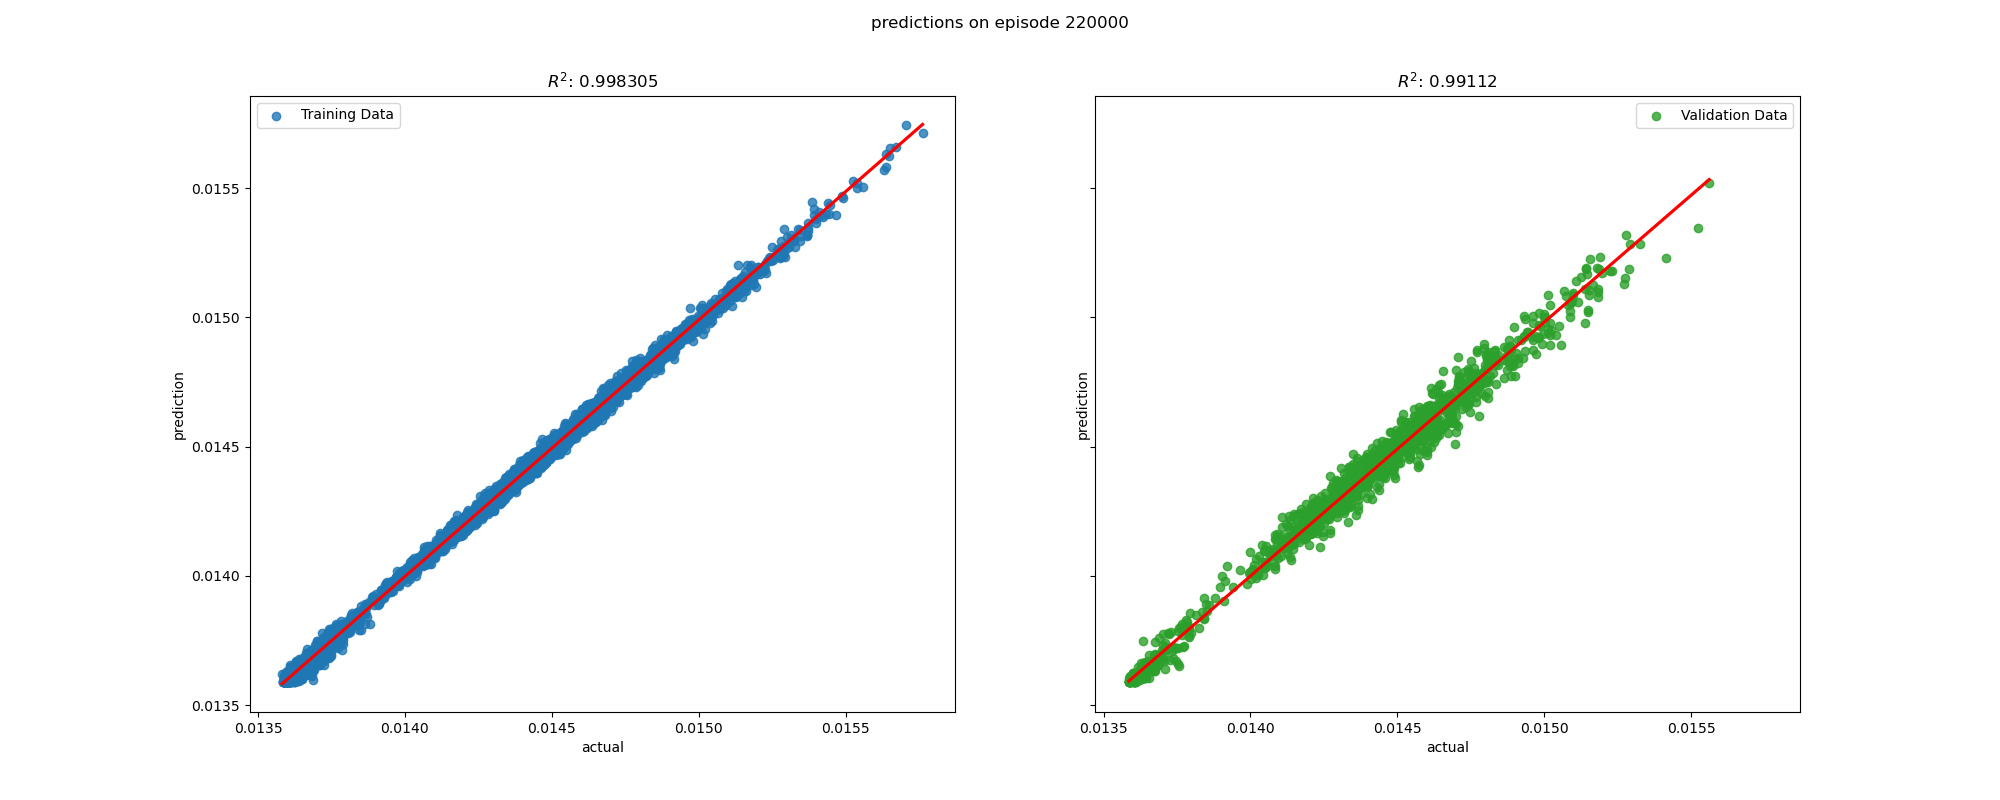 predictions on episode 220000
R²: 0.998305
Training Data
0.0155
0.0150
0.0145
0.0140
0.0135
prediction
0.0135 0.0140 0.0145 0.0150 0.0155
actual
R²: 0.99112
Validation Data
prediction
0.0135 0.0140 0.0145 0.0150 0.0155
actual